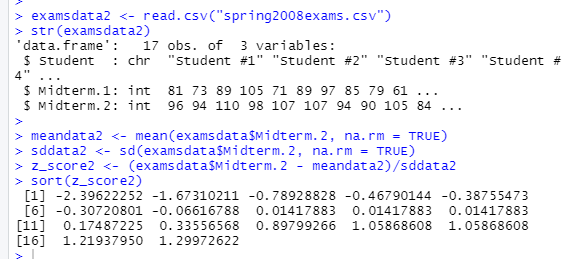 >
> examsdata2 <- read.csv("spring2008exams.csv")
> str(examsdata2)
'data.frame':   17 obs. of  3 variables:
 $ Student  : chr  "Student #1" "Student #2" "Student #3" "Student #
4" ...
 $ Midterm.1: int  81 73 89 105 71 89 97 85 79 61 ...
 $ Midterm.2: int  96 94 110 98 107 107 94 90 105 84 ...
>
> meandata2 <- mean(examsdata$Midterm.2, na.rm = TRUE)
> sddata2 <- sd(examsdata$Midterm.2, na.rm = TRUE)
> z_score2 <- (examsdata$Midterm.2 - meandata2)/sddata2
> sort(z_score2)
 [1] -2.39622252 -1.67310211 -0.78928828 -0.46790144 -0.38755473
 [6] -0.30720801 -0.06616788  0.01417883  0.01417883  0.01417883
[11]  0.17487225  0.33556568  0.89799266  1.05868608  1.05868608
[16]  1.21937950  1.29972622
>